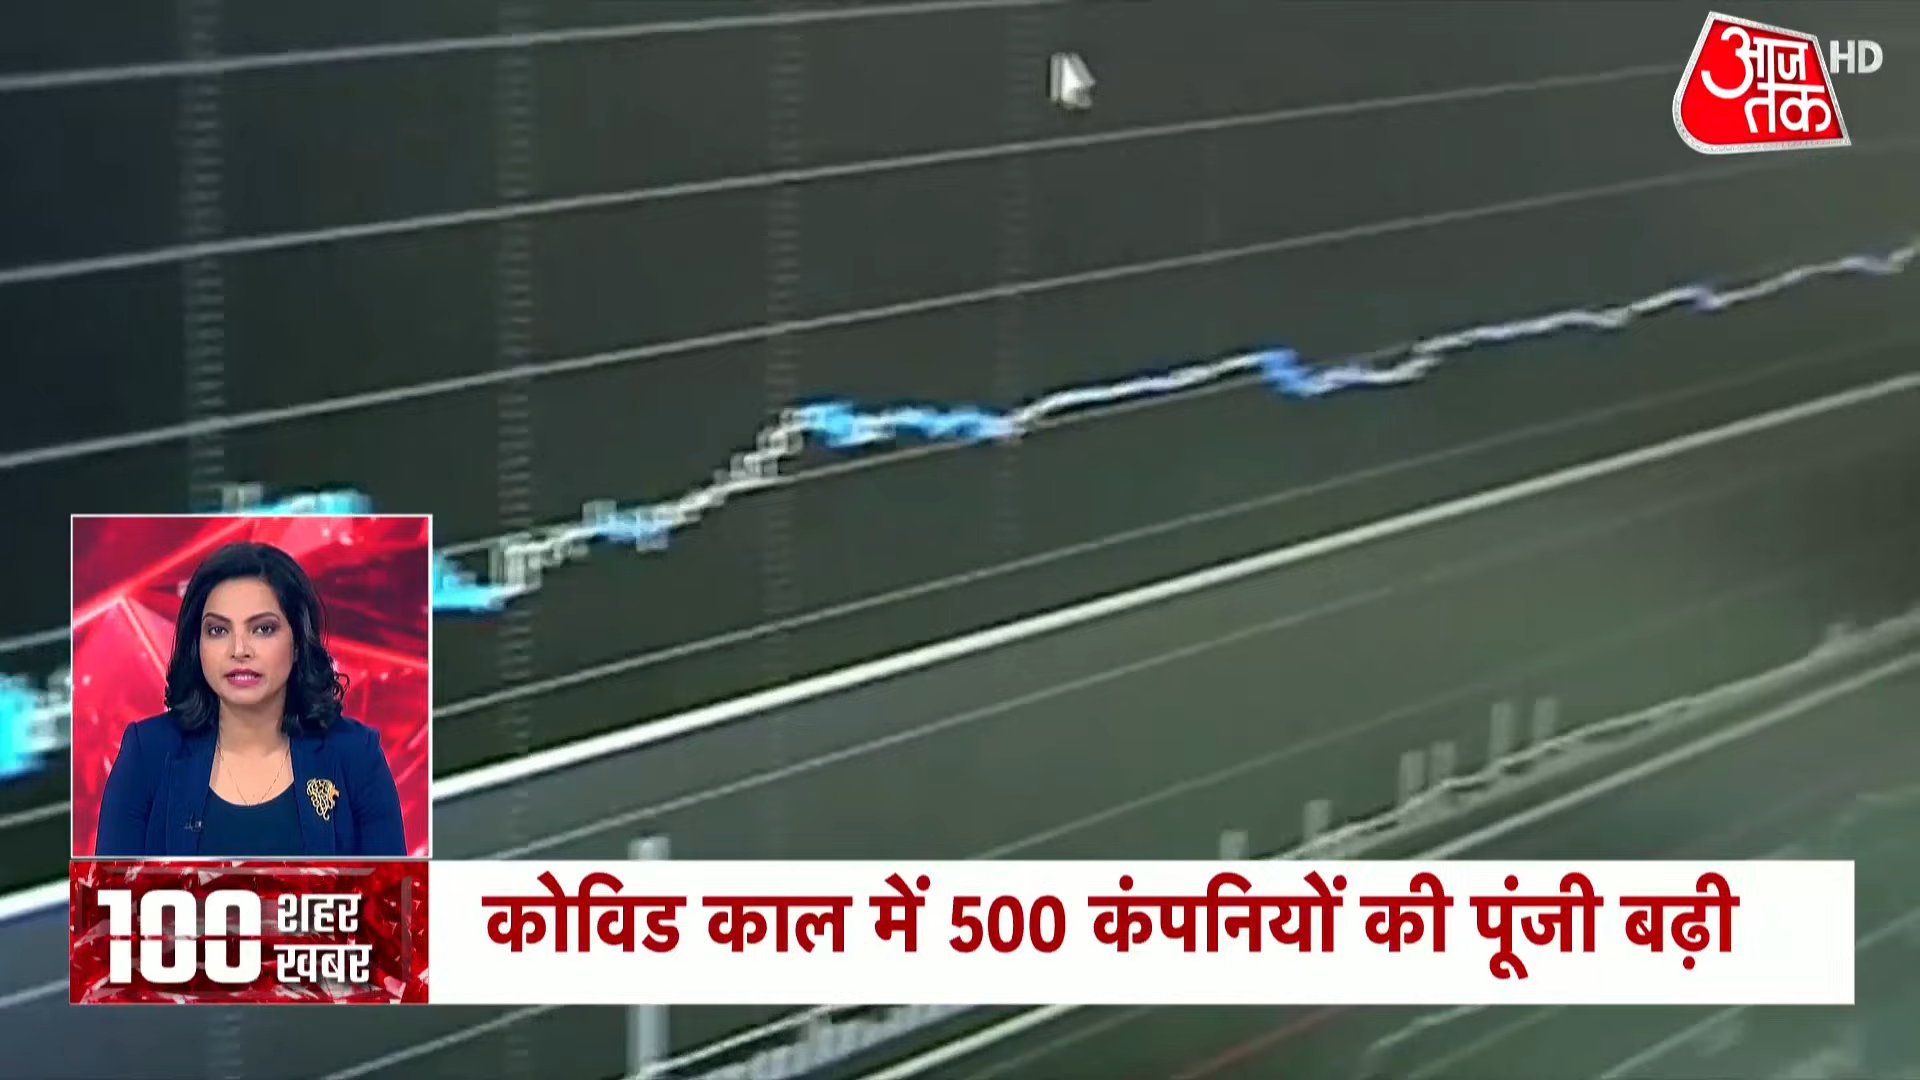 आज तक HD
100 शहर खबर
कोविड काल में 500 कंपनियों की पूंजी बढ़ी